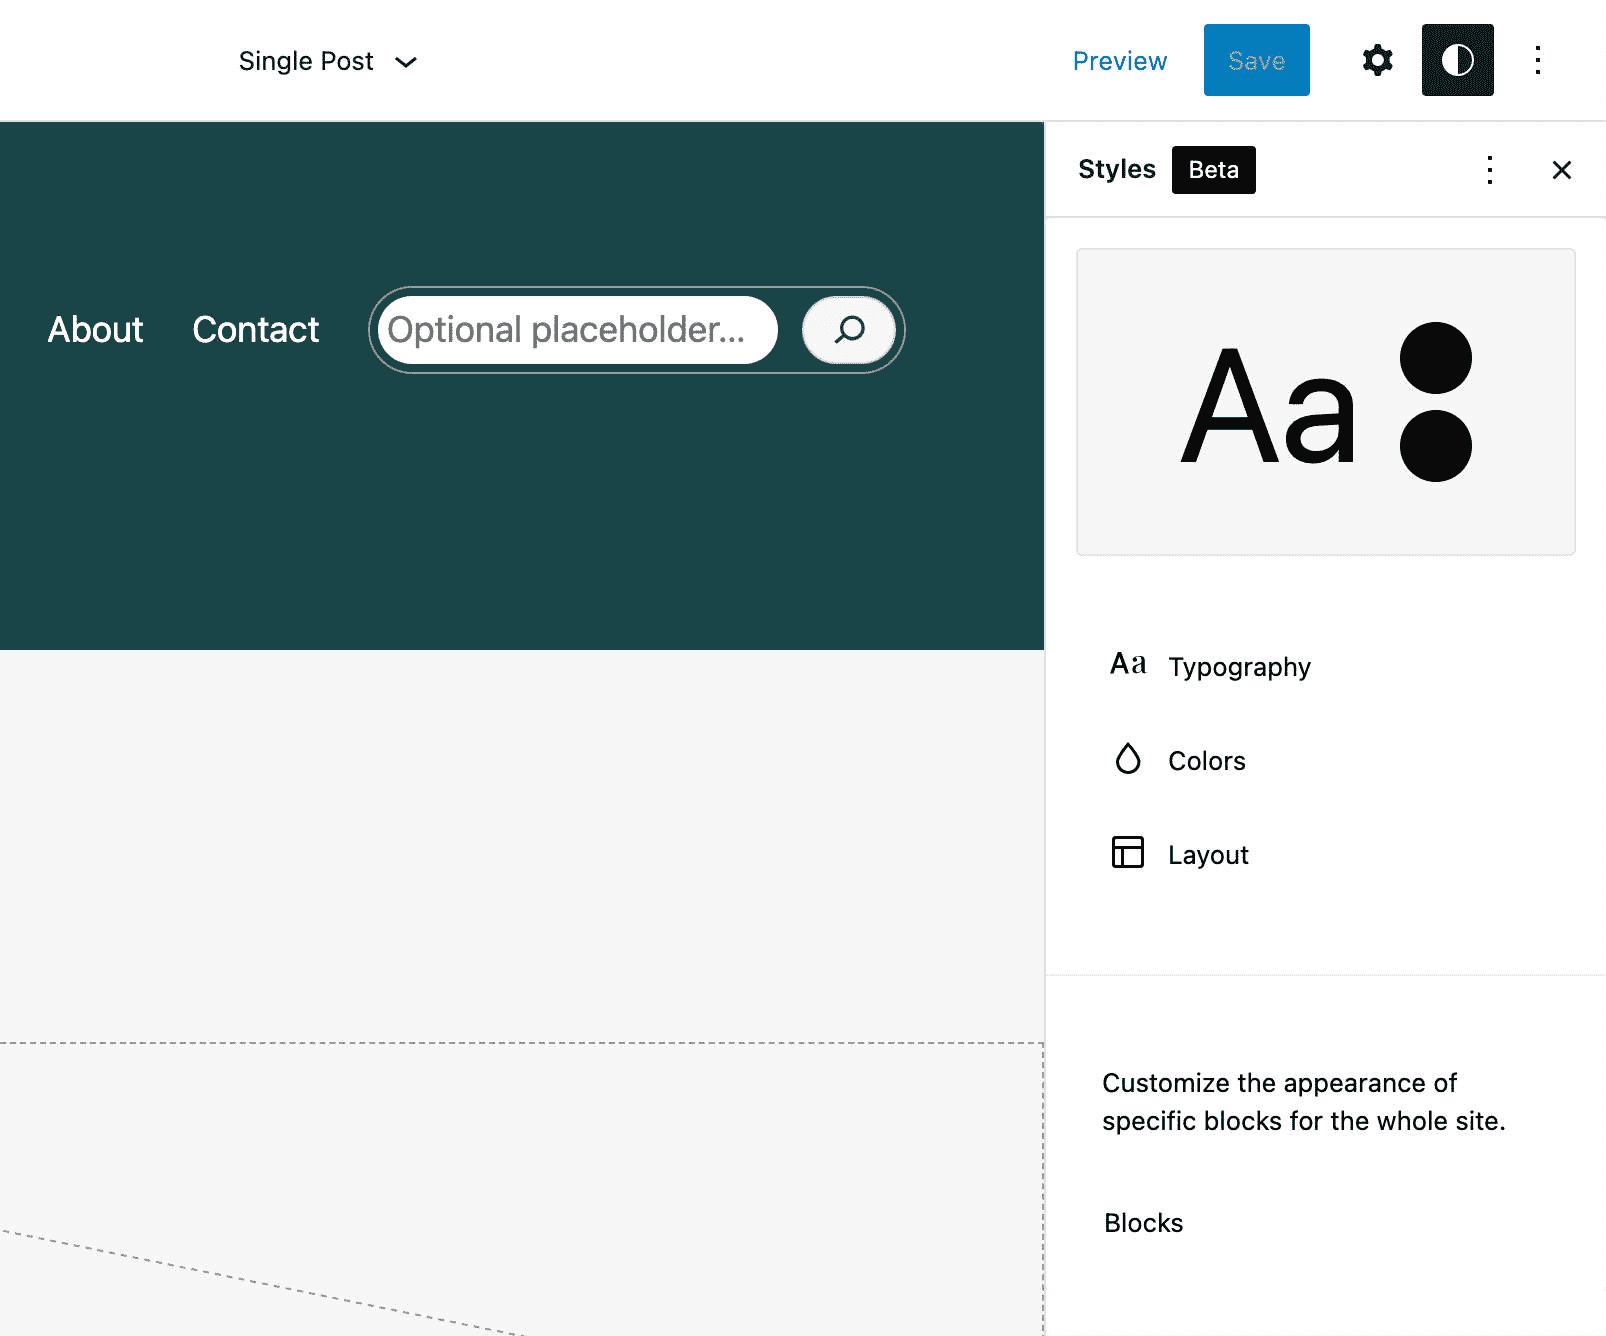 Single Post
Preview
Save
Styles
Beta
About
Contact
Optional placeholder...
Aa
Aa
Typography
Colors
Layout
Customize the appearance of
specific blocks for the whole site.
Blocks